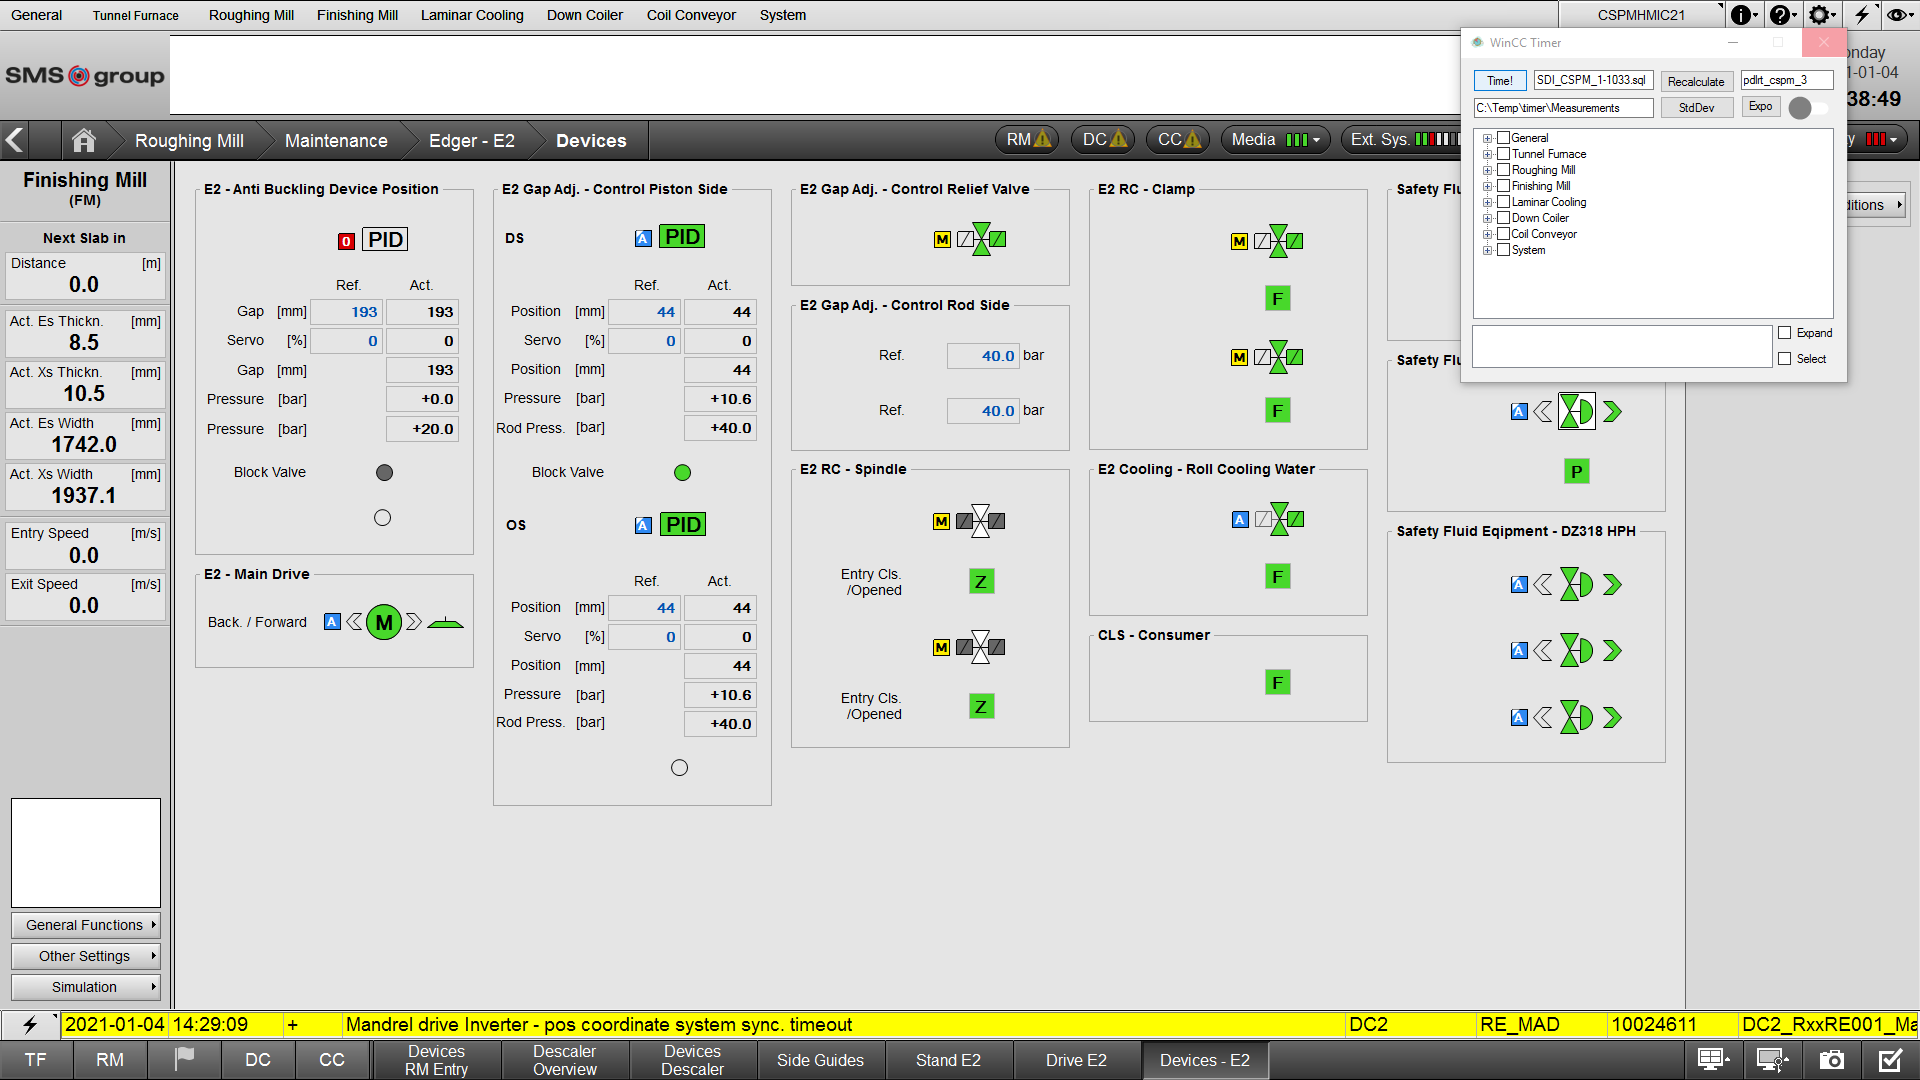 General Tunnel Furnace Roughing Mill Finishing Mill Laminar Cooling Down Coiler Coil Conveyor System CSPMHMIC21
SMS group
WinCC Timer
Time! SDI_CSPM_1-1033.sql Recalculate pdlrt_cspm_3
C:\Temp\timer\Measurements StdDev Expo
General
Tunnel Furnace
Roughing Mill
Finishing Mill
Laminar Cooling
Down Coiler
Coil Conveyor
System
Expand
Select
onday
1-01-04
38:49
Roughing Mill Maintenance Edger - E2 Devices RM DC CC Media Ext. Sys. y
Finishing Mill
(FM)
Next Slab in
Distance [m]
0.0
Act. Es Thickn. [mm]
8.5
Act. Xs Thickn. [mm]
10.5
Act. Es Width [mm]
1742.0
Act. Xs Width [mm]
1937.1
Entry Speed [m/s]
0.0
Exit Speed [m/s]
0.0
General Functions
Other Settings
Simulation
E2 - Anti Buckling Device Position
0 PID
Ref. Act.
Gap [mm] 193 193
Servo [%] 0 0
Gap [mm] 193
Pressure [bar] +0.0
Pressure [bar] +20.0
Block Valve
E2 - Main Drive
Back. / Forward A M
E2 Gap Adj. - Control Piston Side
DS A PID
Ref. Act.
Position [mm] 44 44
Servo [%] 0 0
Position [mm] 44
Pressure [bar] +10.6
Rod Press. [bar] +40.0
Block Valve
OS A PID
Ref. Act.
Position [mm] 44 44
Servo [%] 0 0
Position [mm] 44
Pressure [bar] +10.6
Rod Press. [bar] +40.0
E2 Gap Adj. - Control Relief Valve
M
E2 Gap Adj. - Control Rod Side
Ref. 40.0 bar
Ref. 40.0 bar
E2 RC - Spindle
M
Entry Cls.
/Opened Z
M
Entry Cls.
/Opened Z
E2 RC - Clamp
M
F
M
F
E2 Cooling - Roll Cooling Water
A
F
CLS - Consumer
F
Safety Flu
ditions
Safety Flu
A
P
Safety Fluid Eqipment - DZ318 HPH
A
A
A
2021-01-04 14:29:09 + Mandrel drive Inverter - pos coordinate system sync. timeout DC2 RE_MAD 10024611 DC2_RxxRE001_Ma
TF RM DC CC
Devices
RM Entry
Descaler
Overview
Devices
Descaler
Side Guides Stand E2 Drive E2 Devices - E2